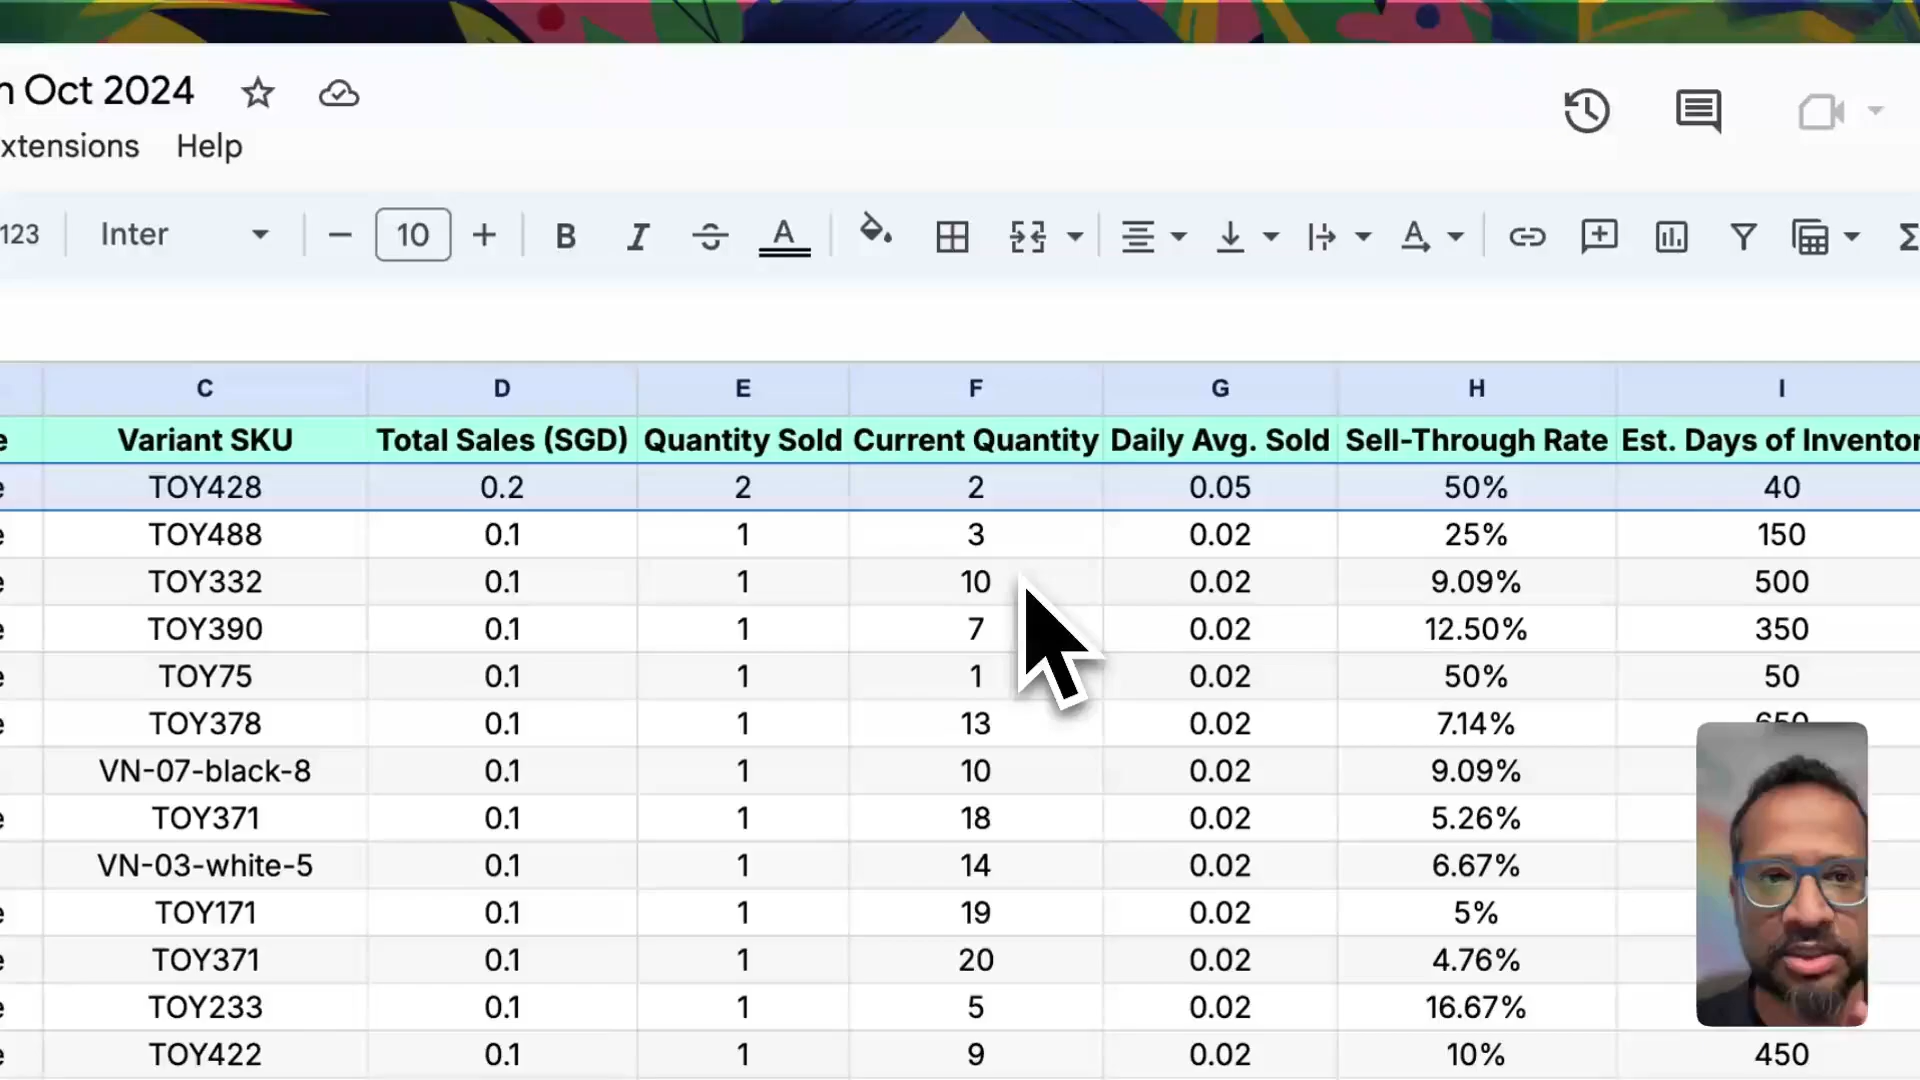 n Oct 2024
xtensions Help
123 Inter 10 B I S A
C D E F G H I
e Variant SKU Total Sales (SGD) Quantity Sold Current Quantity Daily Avg. Sold Sell-Through Rate Est. Days of Inventor
e TOY428 0.2 2 2 0.05 50% 40
e TOY488 0.1 1 3 0.02 25% 150
e TOY332 0.1 1 10 0.02 9.09% 500
e TOY390 0.1 1 7 0.02 12.50% 350
e TOY75 0.1 1 1 0.02 50% 50
e TOY378 0.1 1 13 0.02 7.14% 650
VN-07-black-8 0.1 1 10 0.02 9.09%
e TOY371 0.1 1 18 0.02 5.26%
VN-03-white-5 0.1 1 14 0.02 6.67%
e TOY171 0.1 1 19 0.02 5%
e TOY371 0.1 1 20 0.02 4.76%
e TOY233 0.1 1 5 0.02 16.67%
e TOY422 0.1 1 9 0.02 10% 450